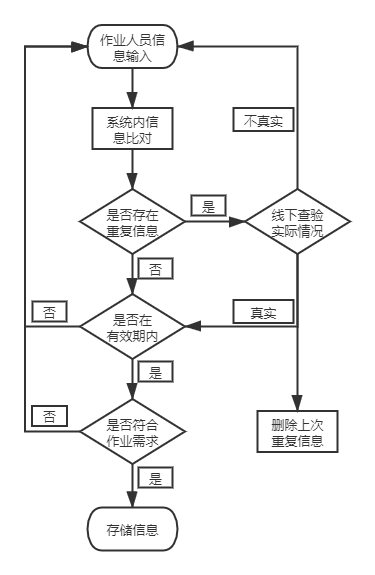 作业人员信
息输入
系统内信
息比对
不真实
是否存在
重复信息
是
线下查验
实际情况
否
否
是否在
有效期内
真实
是
否
是否符合
作业需求
删除上次
重复信息
是
存储信息